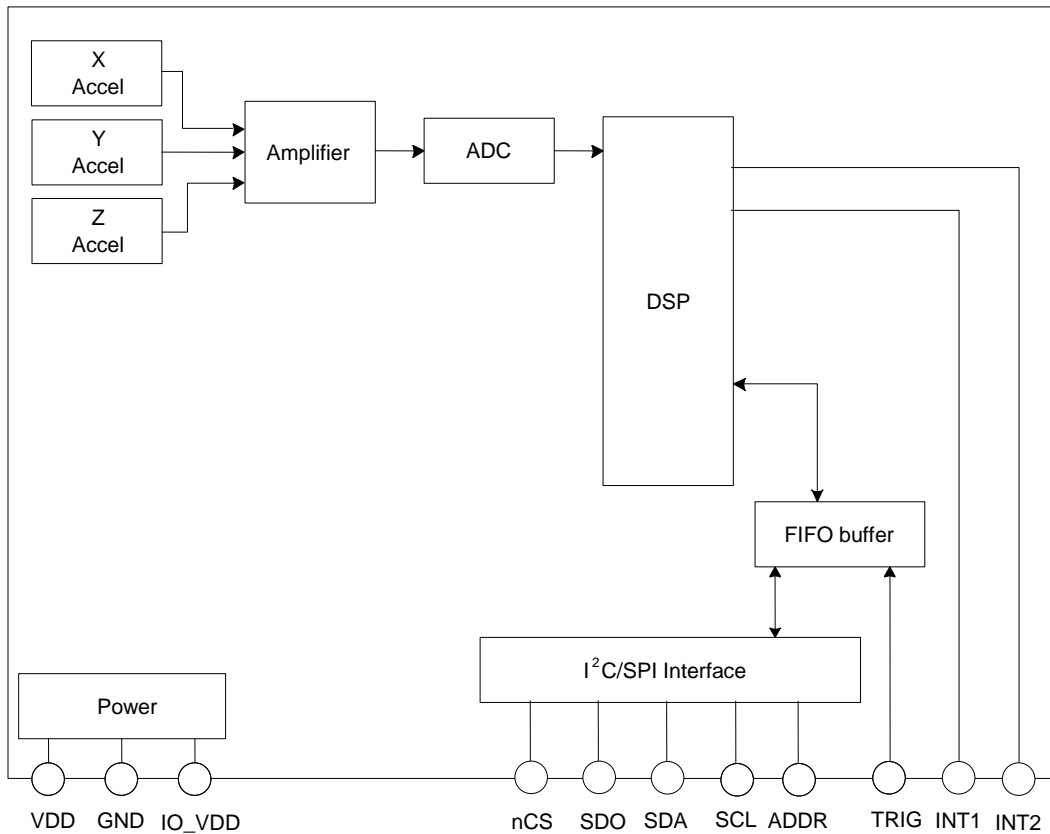 X
Accel
Y
Accel
Z
Accel
Amplifier
ADC
DSP
FIFO buffer
I²C/SPI Interface
Power
VDD
GND
IO_VDD
nCS
SDO
SDA
SCL
ADDR
TRIG
INT1
INT2